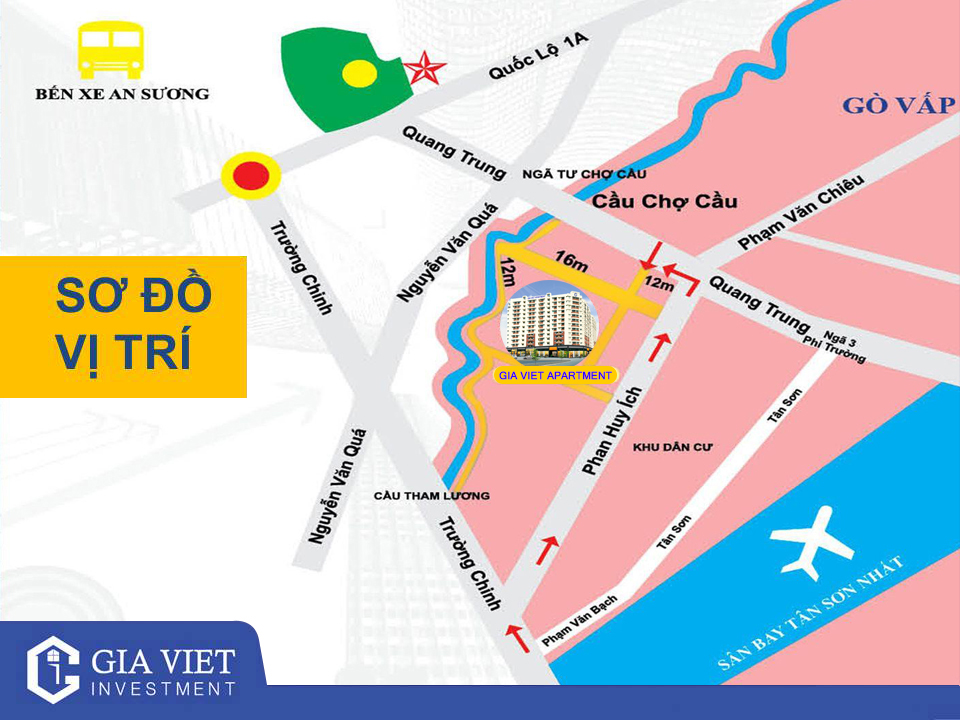 BÉN XE AN SƯƠNG
Quốc Lộ 1A
GÒ VẤP
Quang Trung
NGÃ TƯ CHỢ CẦU
Cầu Chợ Cầu
Phạm Văn Chiêu
Trường Chinh
Nguyễn Văn Quá
12m
16m
12m
Quang Trung
SƠ ĐỒ
VỊ TRÍ
Ngã 3
Phi Trường
GIA VIET APARTMENT
Phan Huy Ích
Tân Sơn
KHU DÂN CƯ
Nguyễn Văn Quá
CẦU THAM LƯƠNG
Trường Chinh
Tân Sơn
SÂN BAY TÂN SƠN NHẤT
Phạm Văn Bạch
GIA VIET
INVESTMENT